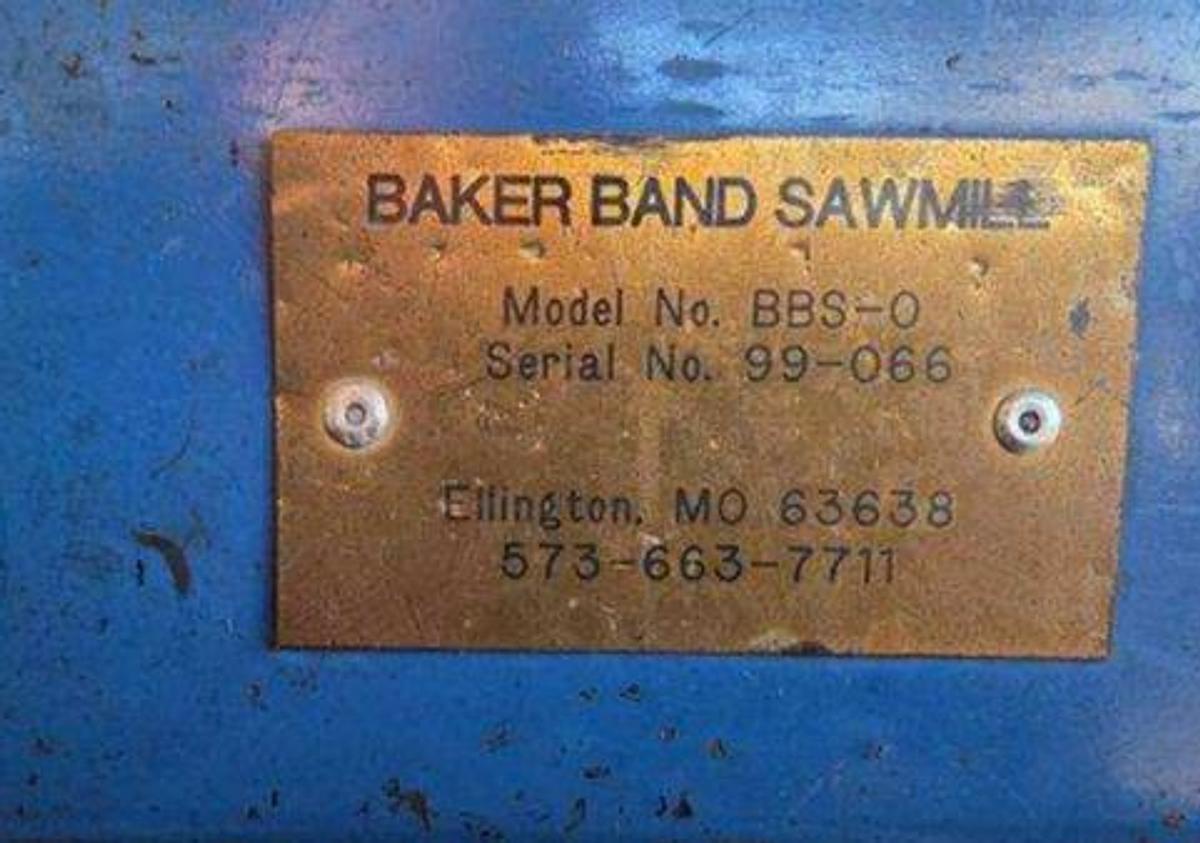 BAKER BAND SAWMILL
Model No. BBS-0
Serial No. 99-066
Ellington, MO 63638
573-663-7711